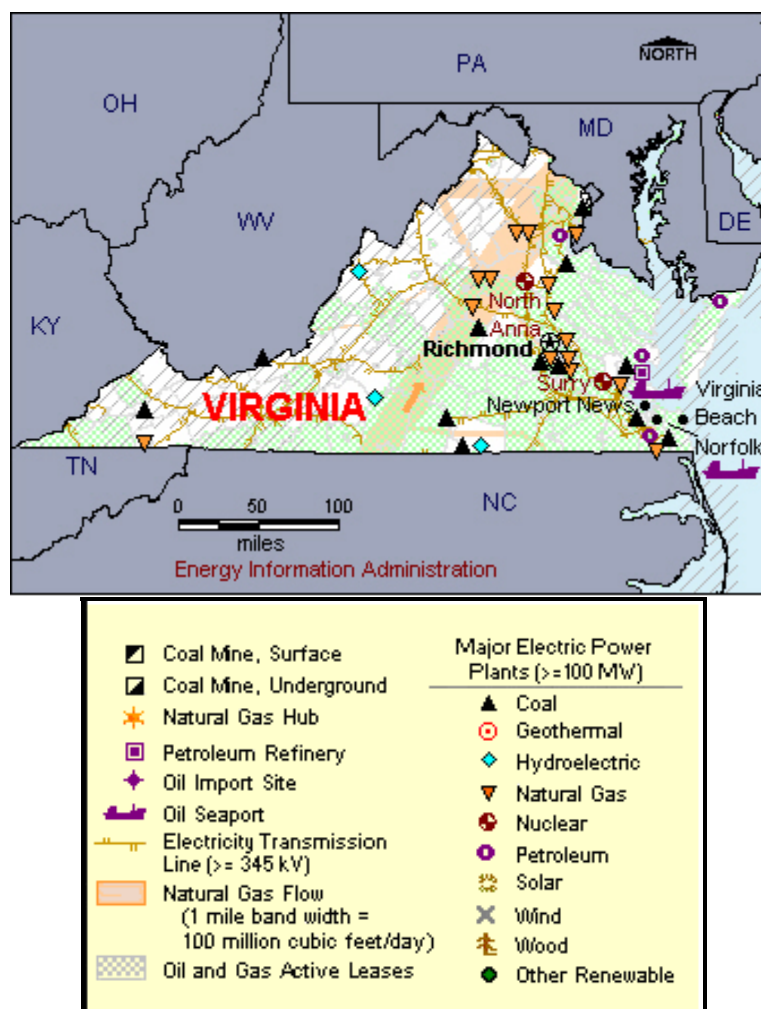 NORTH
PA
OH
MD
WV
DE
KY
North
Anna
Richmond
Surry
Virginia
VIRGINIA
Newport News
Beach
Norfolk
TN
NC
0 50 100
miles
Energy Information Administration
Coal Mine, Surface
Coal Mine, Underground
Natural Gas Hub
Petroleum Refinery
Oil Import Site
Oil Seaport
Electricity Transmission
Line (>= 345 kV)
Natural Gas Flow
(1 mile band width =
100 million cubic feet/day)
Oil and Gas Active Leases
Major Electric Power
Plants (>=100 MW)
Coal
Geothermal
Hydroelectric
Natural Gas
Nuclear
Petroleum
Solar
Wind
Wood
Other Renewable